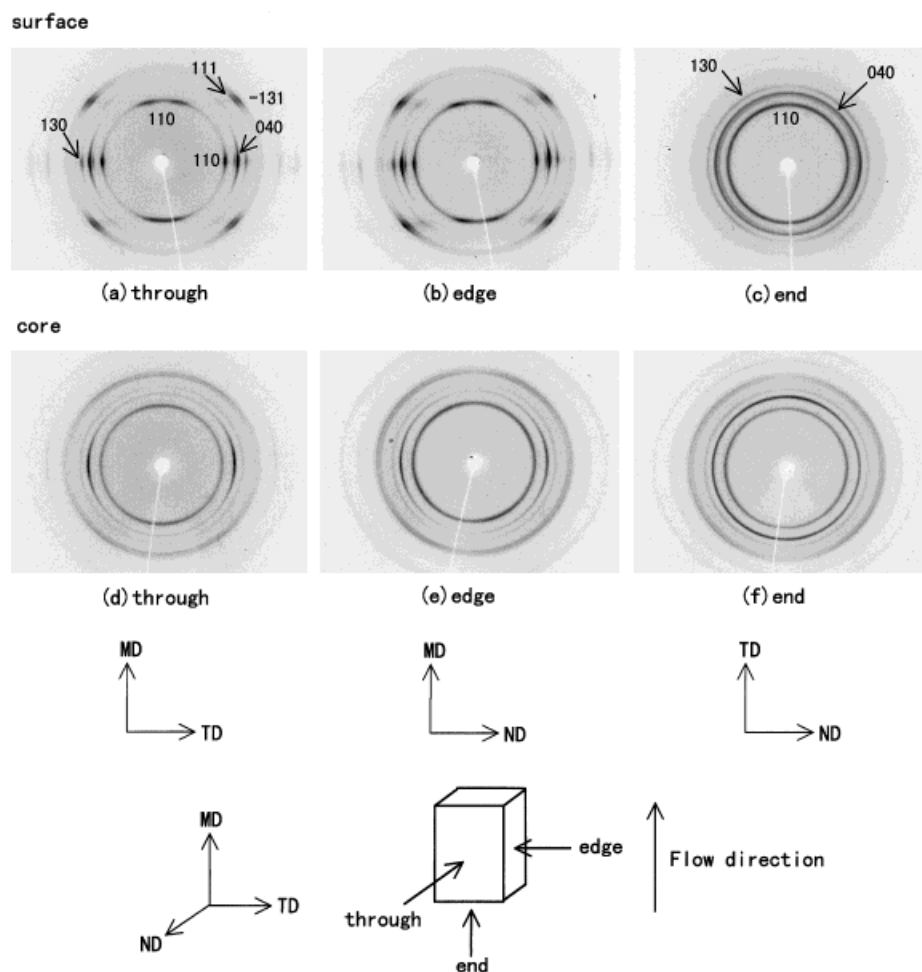 surface
111
-131
130
110
040
110
130
040
110
(a)through
(b)edge
(c)end
core
(d)through
(e)edge
(f)end
MD
TD
MD
ND
TD
ND
MD
TD
ND
through
edge
end
Flow direction